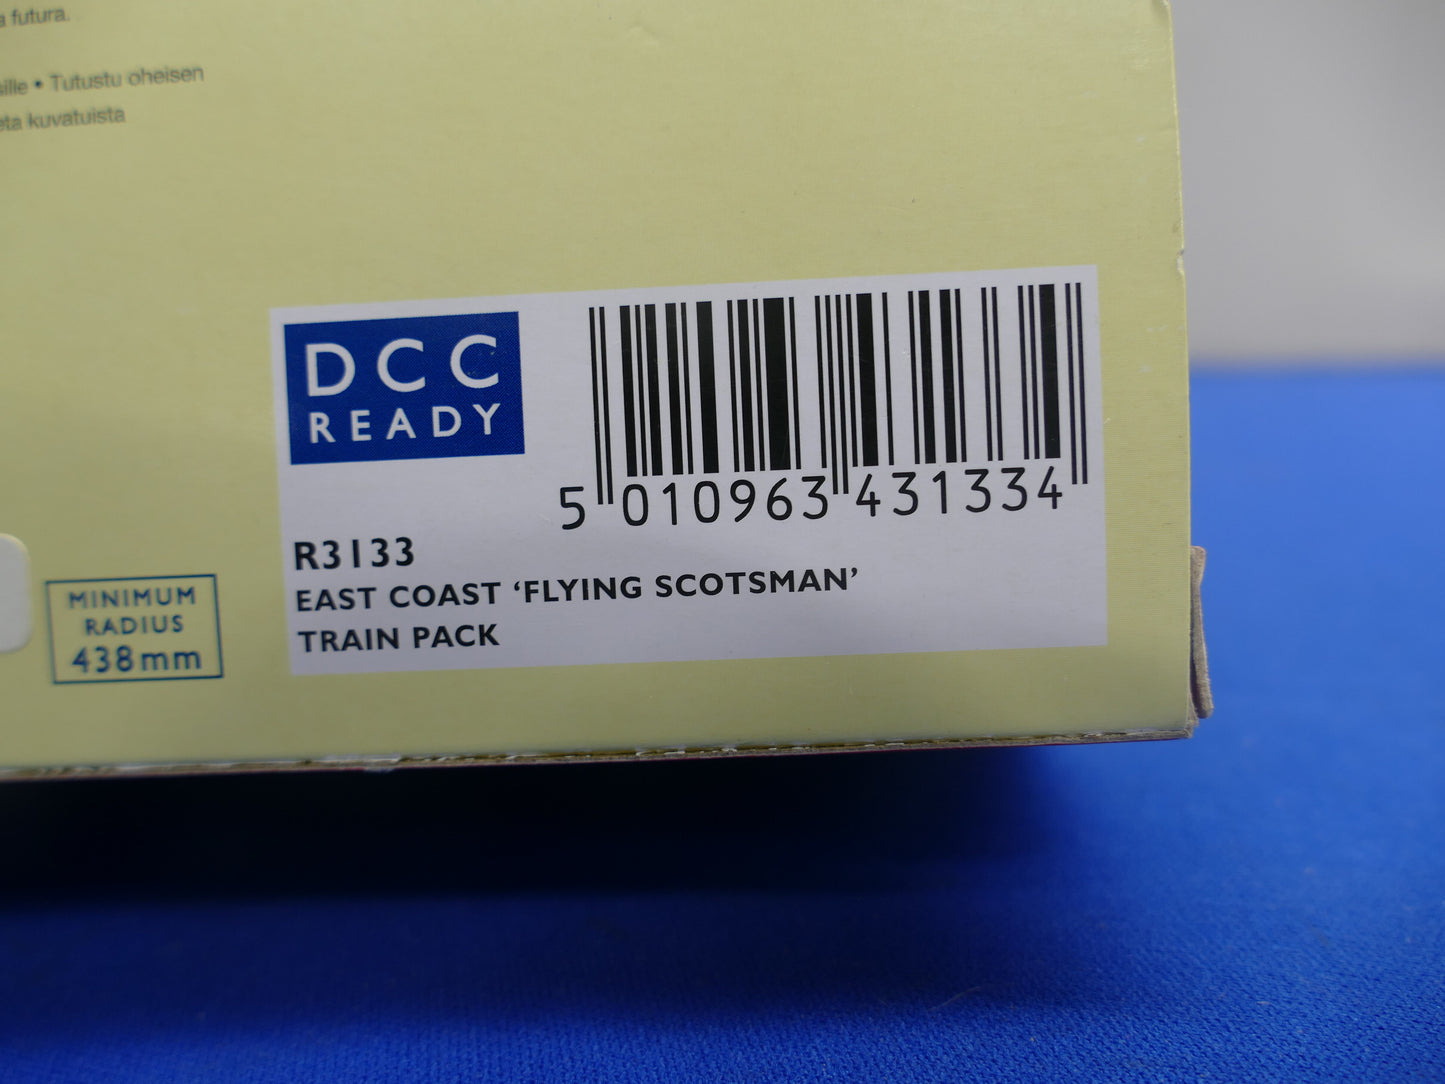 a futura.
sille • Tutustu oheisen
eta kuvatuista
DCC
READY
5 010963 431334
R3133
EAST COAST ‘FLYING SCOTSMAN’
TRAIN PACK
MINIMUM
RADIUS
438mm